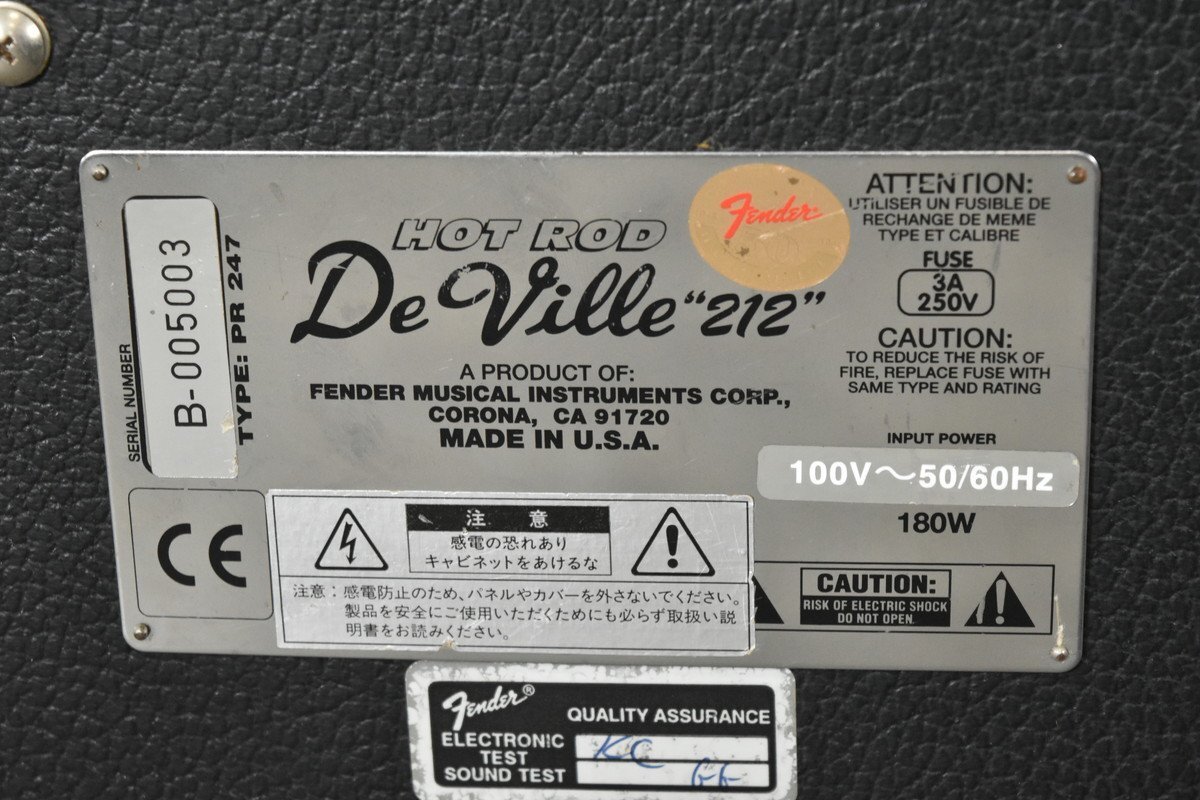 SERIAL NUMBER
B-005003
TYPE: PR 247
HOT ROD
De Ville "212"
A PRODUCT OF:
FENDER MUSICAL INSTRUMENTS CORP.,
CORONA, CA 91720
MADE IN U.S.A.
Fender
ATTENTION:
UTILISER UN FUSIBLE DE
RECHANGE DE MEME
TYPE ET CALIBRE
FUSE
3A
250V
CAUTION:
TO REDUCE THE RISK OF
FIRE, REPLACE FUSE WITH
SAME TYPE AND RATING
INPUT POWER
100V〜50/60Hz
180W
CE
注 意
感電の恐れあり
キャビネットをあけるな
注意：感電防止のため、パネルやカバーを外さないでください。
製品を安全にご使用いただくためにも必らず取扱い説
明書をお読みください。
CAUTION:
RISK OF ELECTRIC SHOCK
DO NOT OPEN.
Fender®
QUALITY ASSURANCE
ELECTRONIC
TEST
KC
SOUND TEST